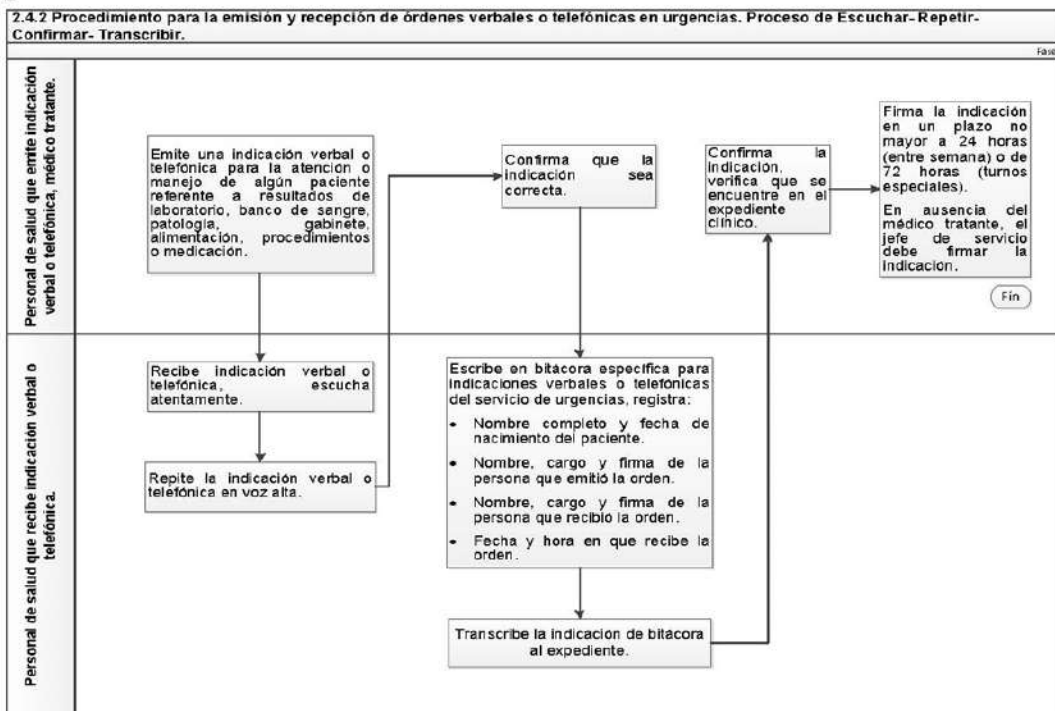 2.4.2 Procedimiento para la emisión y recepción de órdenes verbales o telefónicas en urgencias. Proceso de Escuchar- Repetir-
Confirmar- Transcribir.
Fase
Personal de salud que emite indicación
verbal o telefónica, médico tratante.
Emite una indicación verbal o
telefónica para la atención o
manejo de algún paciente
referente a resultados de
laboratorio, banco de sangre,
patología, gabinete,
alimentación, procedimientos
o medicación.
Confirma que la
indicación sea
correcta.
Confirma la
indicación,
verifica que se
encuentre en el
expediente
clínico.
Firma la indicación
en un plazo no
mayor a 24 horas
(entre semana) o de
72 horas (turnos
especiales).
En ausencia del
médico tratante, el
jefe de servicio
debe firmar la
indicación.
Fín
Personal de salud que recibe indicación verbal o
telefónica.
Recibe indicación verbal o
telefónica, escucha
atentamente.
Repite la indicación verbal o
telefónica en voz alta.
Escribe en bitácora específica para
indicaciones verbales o telefónicas
del servicio de urgencias, registra:
• Nombre completo y fecha de
nacimiento del paciente.
• Nombre, cargo y firma de la
persona que emitió la orden.
• Nombre, cargo y firma de la
persona que recibió la orden.
• Fecha y hora en que recibe la
orden.
Transcribe la indicación de bitácora
al expediente.